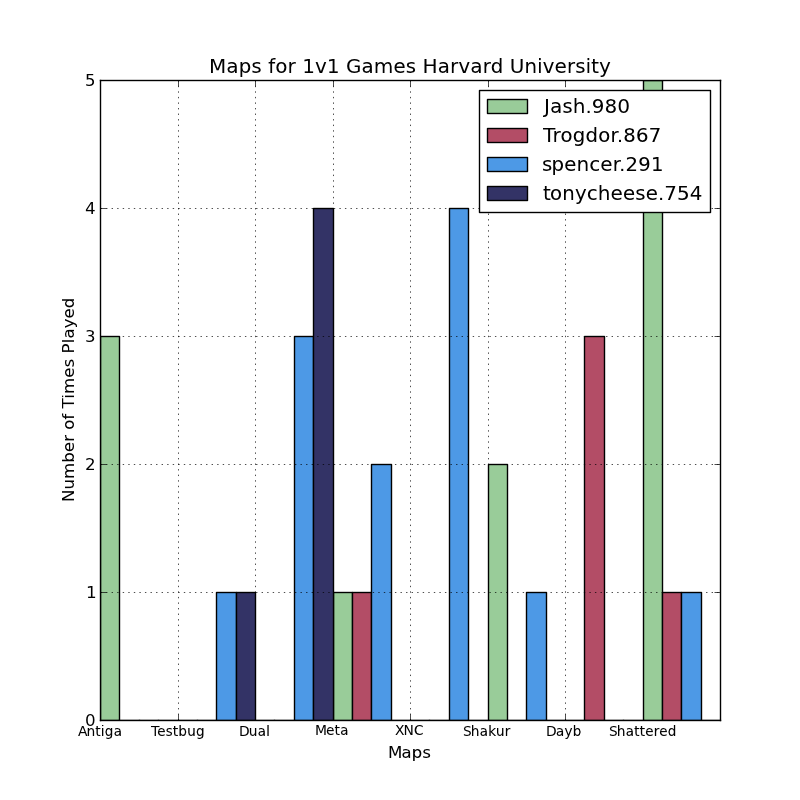 Maps for 1v1 Games Harvard University
Jash.980
Trogdor.867
spencer.291
tonycheese.754
Number of Times Played
5
4
3
2
1
0
Antiga Testbug Dual Meta XNC Shakur Dayb Shattered
Maps